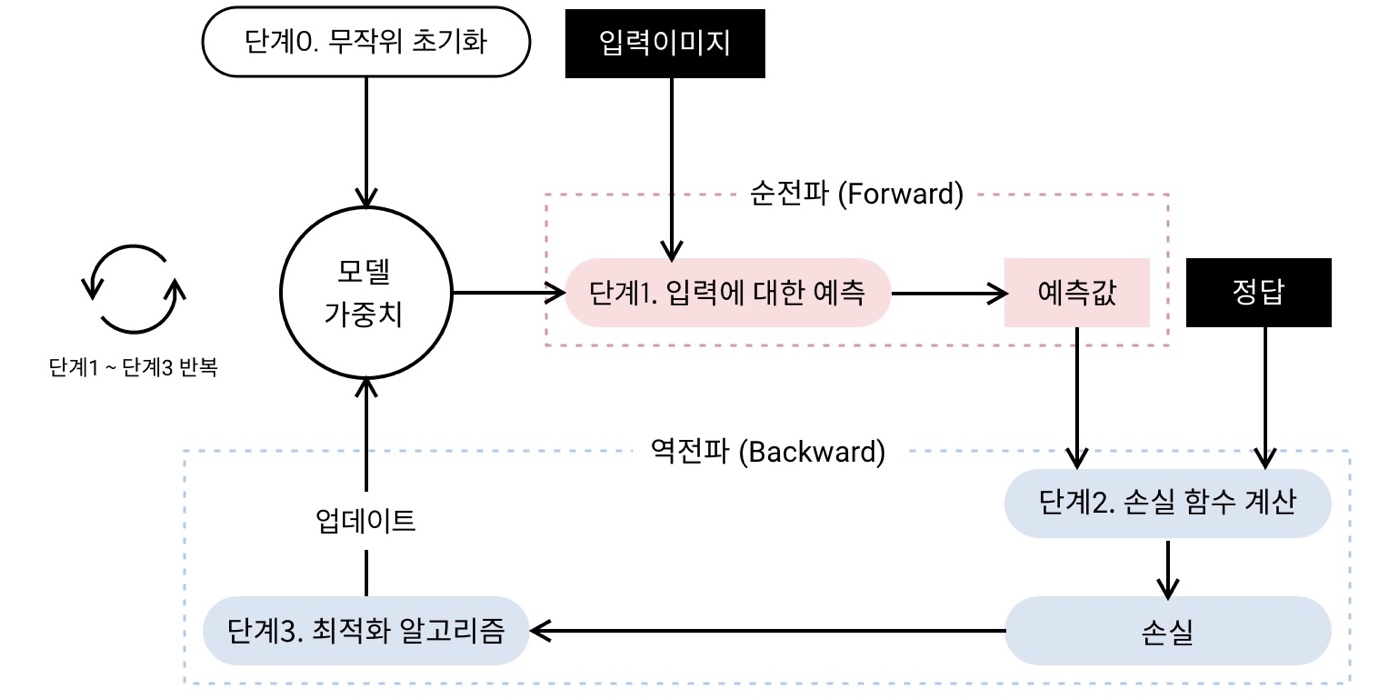 단계0. 무작위 초기화
입력이미지
순전파 (Forward)
모델
가중치
단계1. 입력에 대한 예측
예측값
정답
단계1 ~ 단계3 반복
역전파 (Backward)
단계2. 손실 함수 계산
업데이트
단계3. 최적화 알고리즘
손실